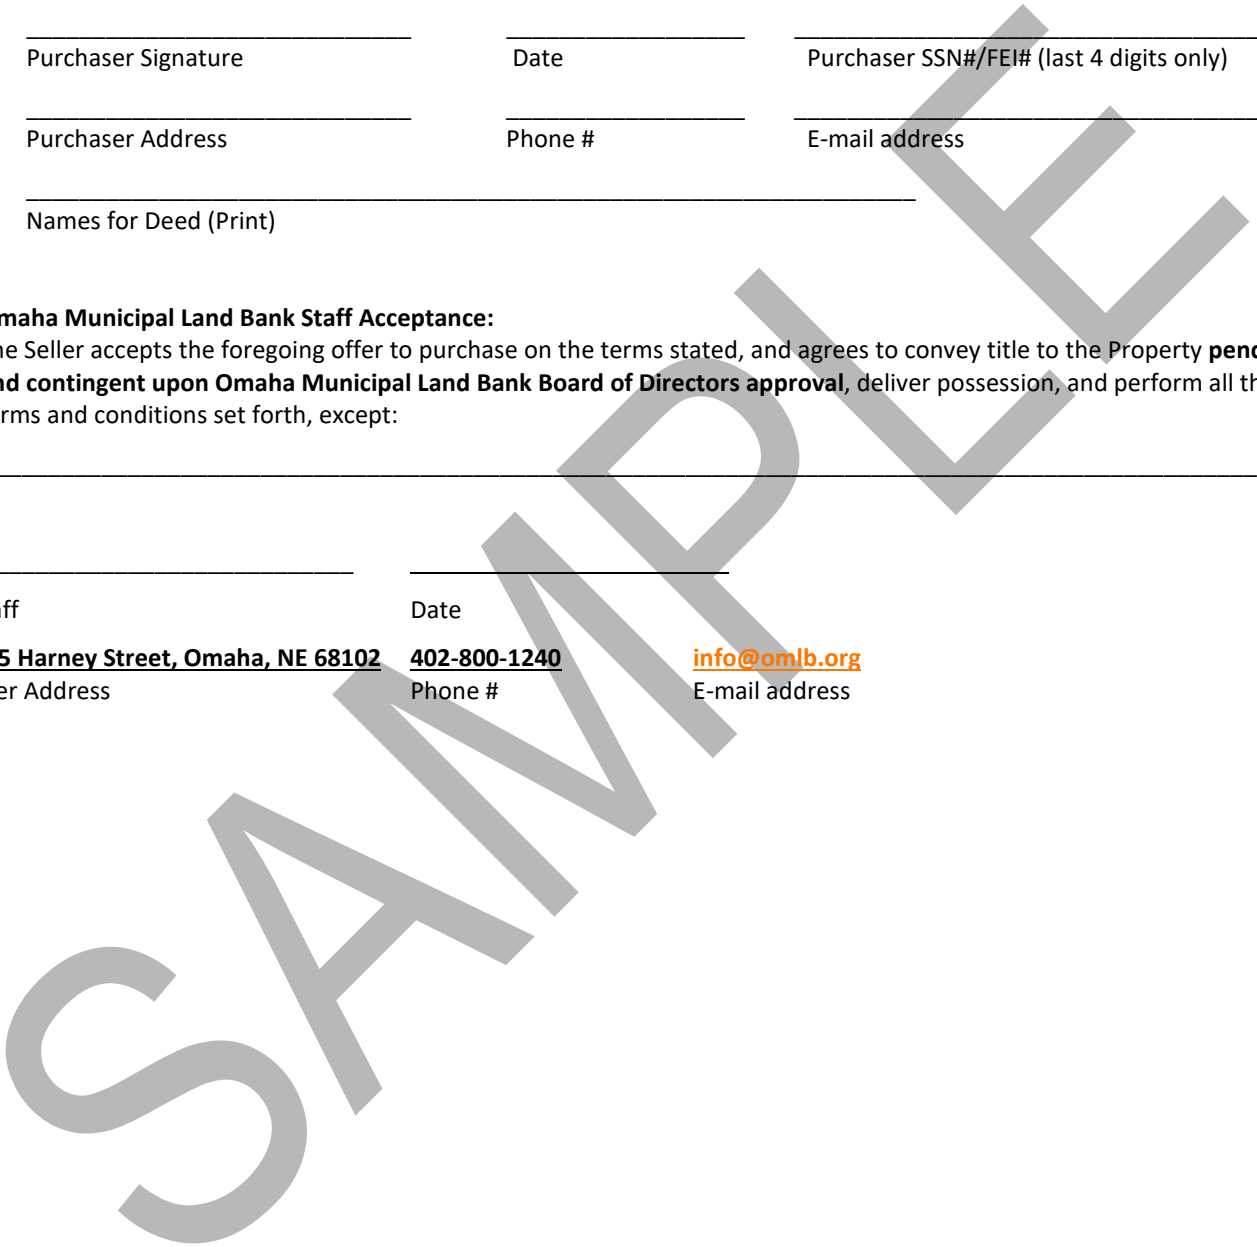 Purchaser Signature Date Purchaser SSN#/FEI# (last 4 digits only)
Purchaser Address Phone # E-mail address
Names for Deed (Print)
maha Municipal Land Bank Staff Acceptance:
he Seller accepts the foregoing offer to purchase on the terms stated, and agrees to convey title to the Property pend
nd contingent upon Omaha Municipal Land Bank Board of Directors approval, deliver possession, and perform all th
rms and conditions set forth, except:
aff Date
5 Harney Street, Omaha, NE 68102 402-800-1240 info@omlb.org
er Address Phone # E-mail address
SAMPLE